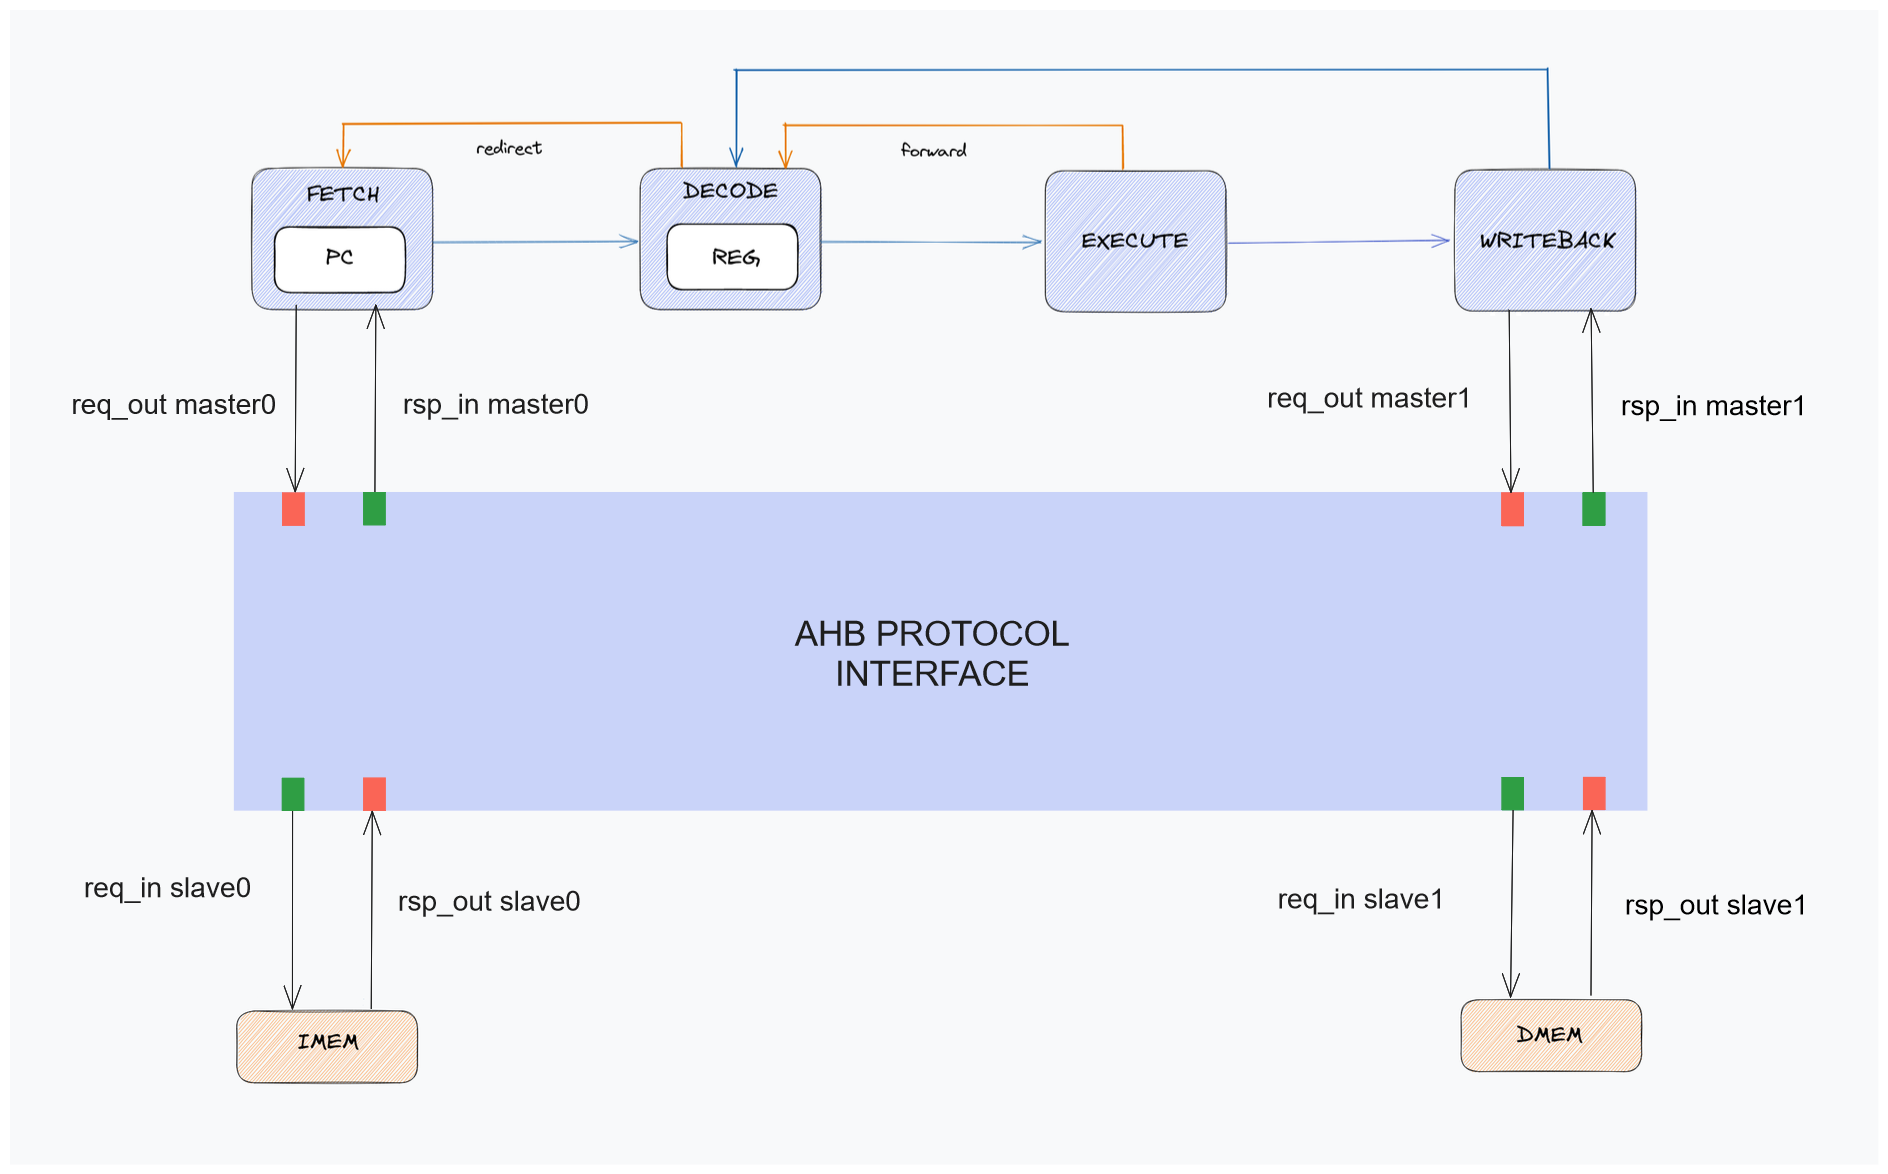 redirect
forward
FETCH
PC
DECODE
REG
EXECUTE
WRITEBACK
req_out master0
rsp_in master0
req_out master1
rsp_in master1
AHB PROTOCOL
INTERFACE
req_in slave0
rsp_out slave0
req_in slave1
rsp_out slave1
IMEM
DMEM